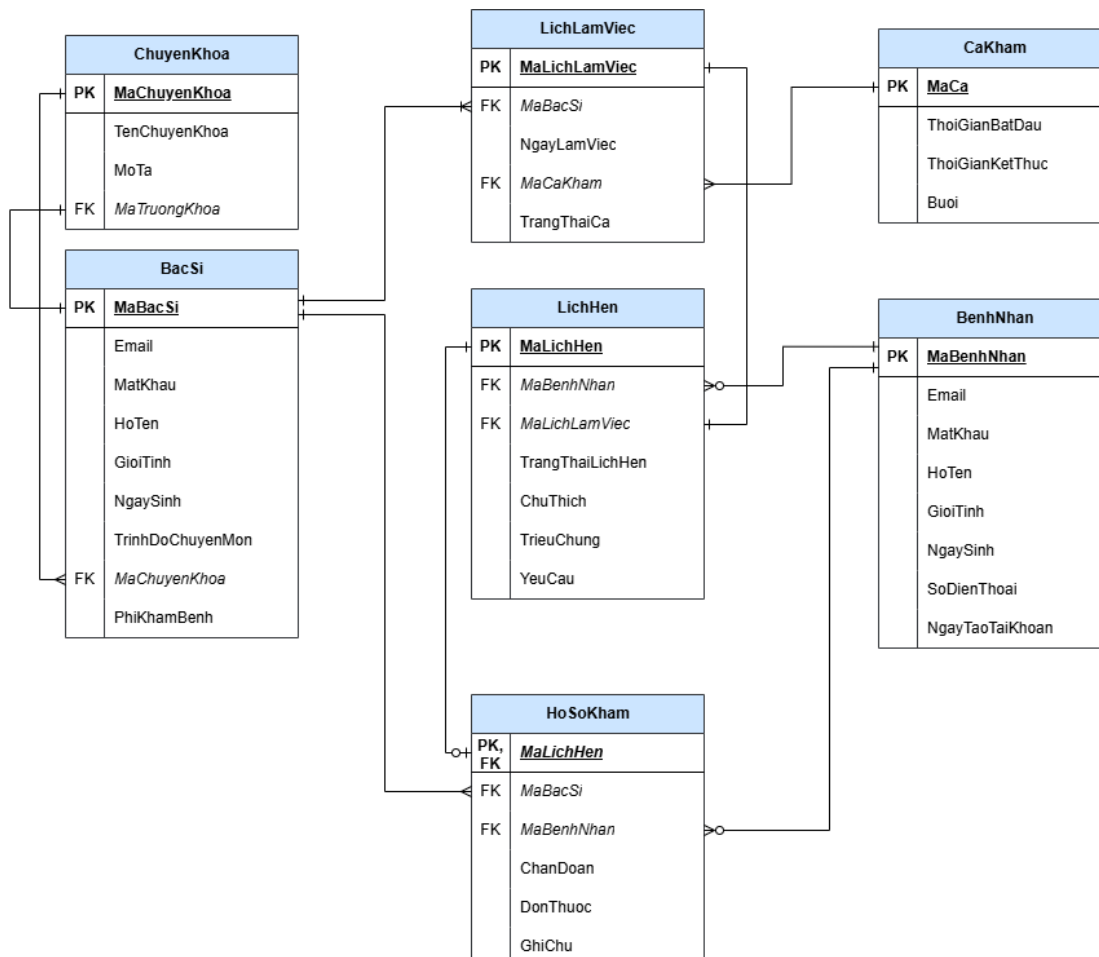 ChuyenKhoa
PK MaChuyenKhoa
TenChuyenKhoa
MoTa
FK MaTruongKhoa
BacSi
PK MaBacSi
Email
MatKhau
HoTen
GioiTinh
NgaySinh
TrinhDoChuyenMon
FK MaChuyenKhoa
PhiKhamBenh
LichLamViec
PK MaLichLamViec
FK MaBacSi
NgayLamViec
FK MaCaKham
TrangThaiCa
LichHen
PK MaLichHen
FK MaBenhNhan
FK MaLichLamViec
TrangThaiLichHen
ChuThich
TrieuChung
YeuCau
HoSoKham
PK, FK MaLichHen
FK MaBacSi
FK MaBenhNhan
ChanDoan
DonThuoc
GhiChu
CaKham
PK MaCa
ThoiGianBatDau
ThoiGianKetThuc
Buoi
BenhNhan
PK MaBenhNhan
Email
MatKhau
HoTen
GioiTinh
NgaySinh
SoDienThoai
NgayTaoTaiKhoan